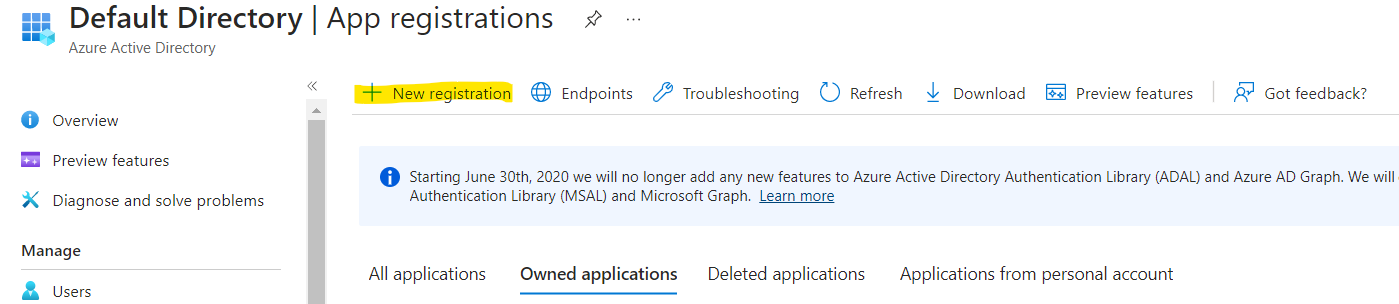 Default Directory | App registrations
Azure Active Directory
New registration
Endpoints
Troubleshooting
Refresh
Download
Preview features
Got feedback?
Overview
Preview features
Diagnose and solve problems
Manage
Users
Starting June 30th, 2020 we will no longer add any new features to Azure Active Directory Authentication Library (ADAL) and Azure AD Graph. We will
Authentication Library (MSAL) and Microsoft Graph. Learn more
All applications
Owned applications
Deleted applications
Applications from personal account